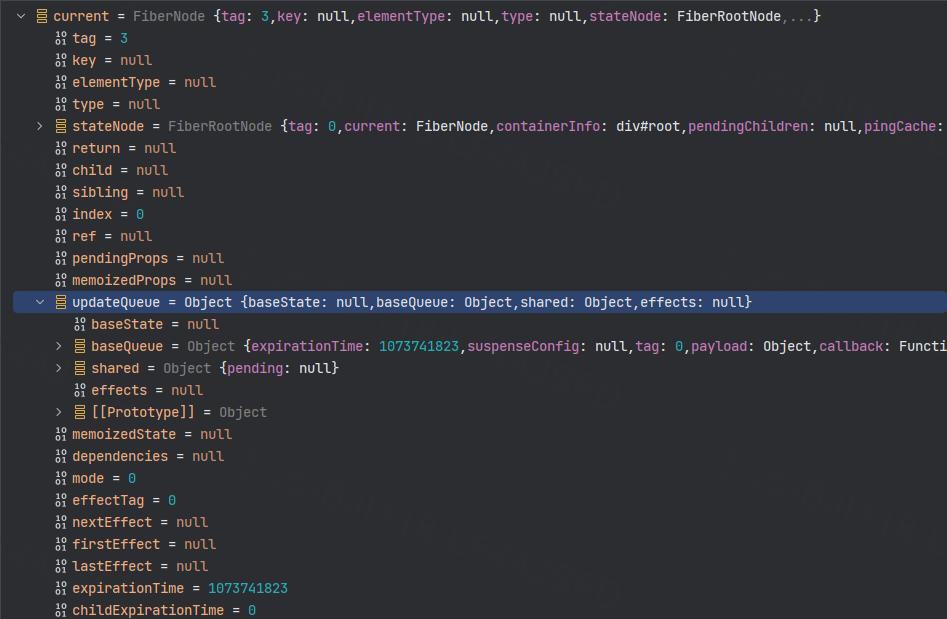 current = FiberNode {tag: 3,key: null,elementType: null,type: null,stateNode: FiberRootNode,...}
tag = 3
key = null
elementType = null
type = null
stateNode = FiberRootNode {tag: 0,current: FiberNode,containerInfo: div#root,pendingChildren: null,pingCache:
return = null
child = null
sibling = null
index = 0
ref = null
pendingProps = null
memoizedProps = null
updateQueue = Object {baseState: null,baseQueue: Object,shared: Object,effects: null}
baseState = null
baseQueue = Object {expirationTime: 1073741823,suspenseConfig: null,tag: 0,payload: Object,callback: Functi
shared = Object {pending: null}
effects = null
[[Prototype]] = Object
memoizedState = null
dependencies = null
mode = 0
effectTag = 0
nextEffect = null
firstEffect = null
lastEffect = null
expirationTime = 1073741823
childExpirationTime = 0